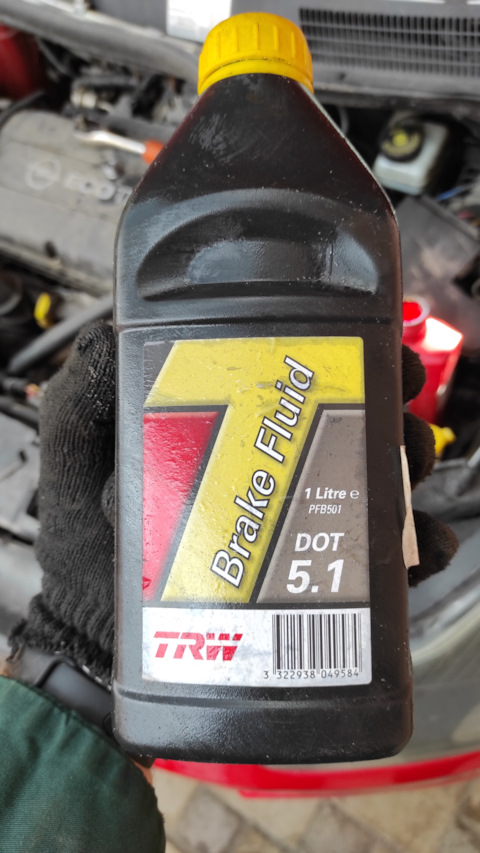 Brake Fluid
1 Litre e
PFB501
DOT
5.1
TRW
3 322938 049584